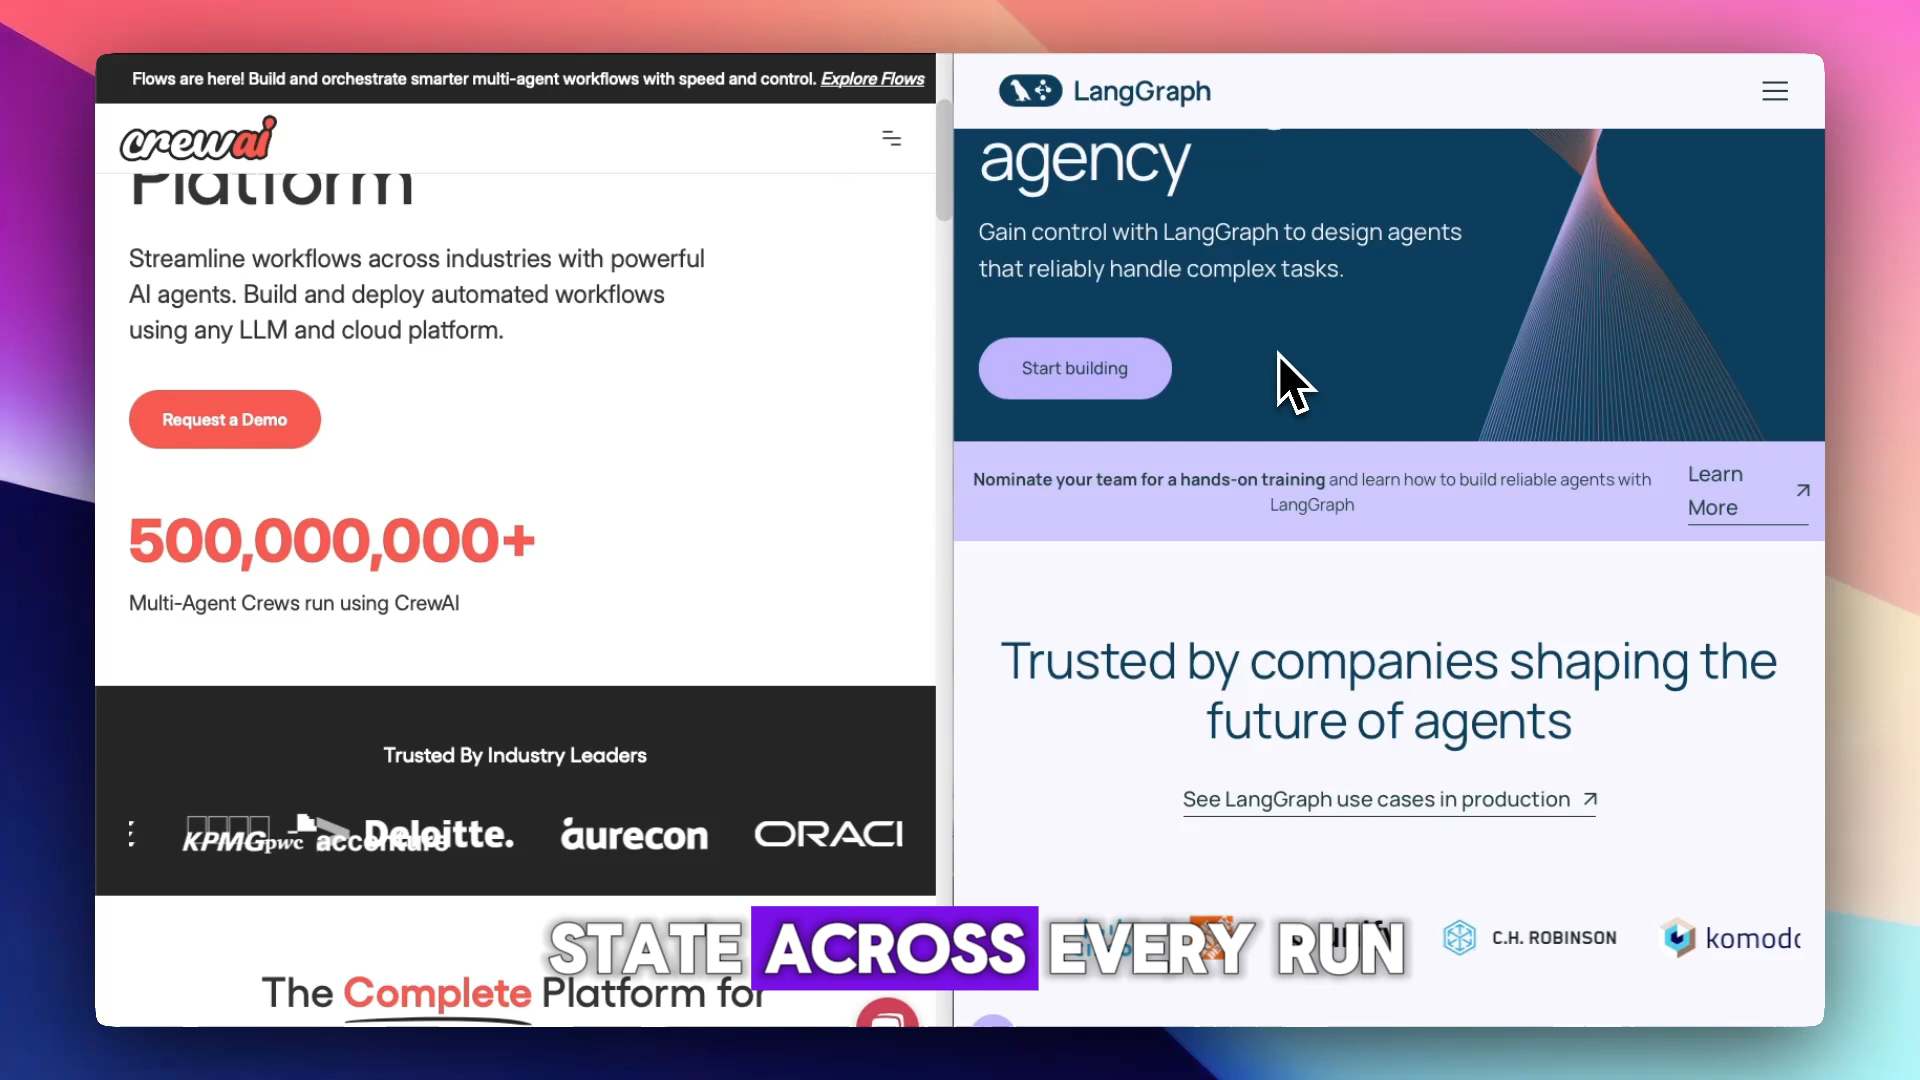 Flows are here! Build and orchestrate smarter multi-agent workflows with speed and control. Explore Flows
crewai
Platform
Streamline workflows across industries with powerful
AI agents. Build and deploy automated workflows
using any LLM and cloud platform.
Request a Demo
500,000,000+
Multi-Agent Crews run using CrewAI
Trusted By Industry Leaders
KPMG pwc accenture Deloitte. aurecon ORACL
The Complete Platform for
LangGraph
agency
Gain control with LangGraph to design agents
that reliably handle complex tasks.
Start building
Nominate your team for a hands-on training and learn how to build reliable agents with
LangGraph
Learn
More
Trusted by companies shaping the
future of agents
See LangGraph use cases in production
C.H. ROBINSON komodo
STATE ACROSS EVERY RUN